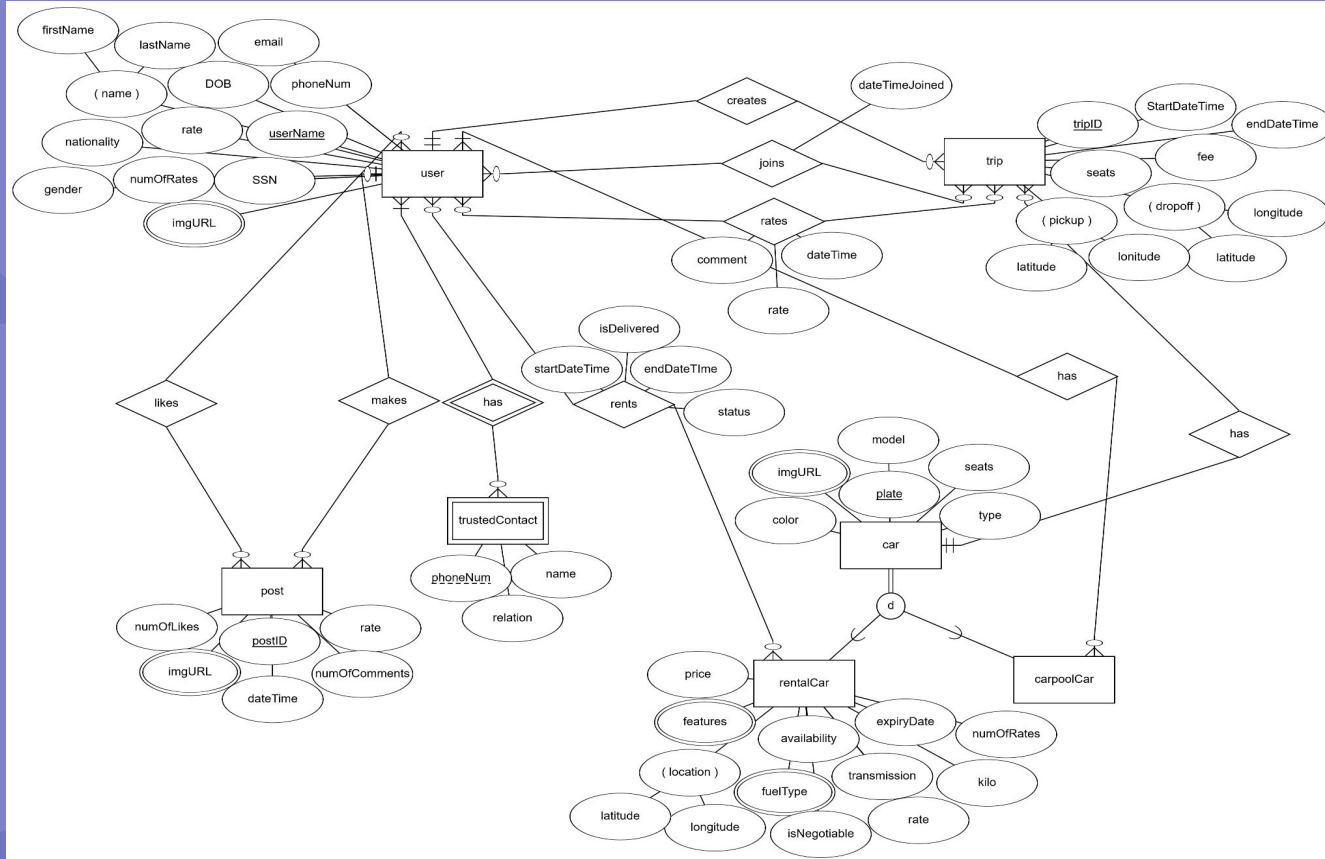 firstName
lastName
email
( name )
DOB
phoneNum
nationality
rate
userName
gender
numOfRates
SSN
imgURL
user
creates
dateTimeJoined
joins
rates
comment
dateTime
rate
tripID
StartDateTime
endDateTime
trip
seats
fee
( pickup )
( dropoff )
longitude
latitude
lonitude
latitude
likes
makes
has
startDateTime
isDelivered
endDateTIme
rents
status
has
has
trustedContact
phoneNum
name
relation
post
numOfLikes
postID
rate
imgURL
numOfComments
dateTime
model
imgURL
plate
seats
color
type
car
d
rentalCar
carpoolCar
price
features
availability
expiryDate
numOfRates
( location )
fuelType
transmission
kilo
latitude
longitude
isNegotiable
rate